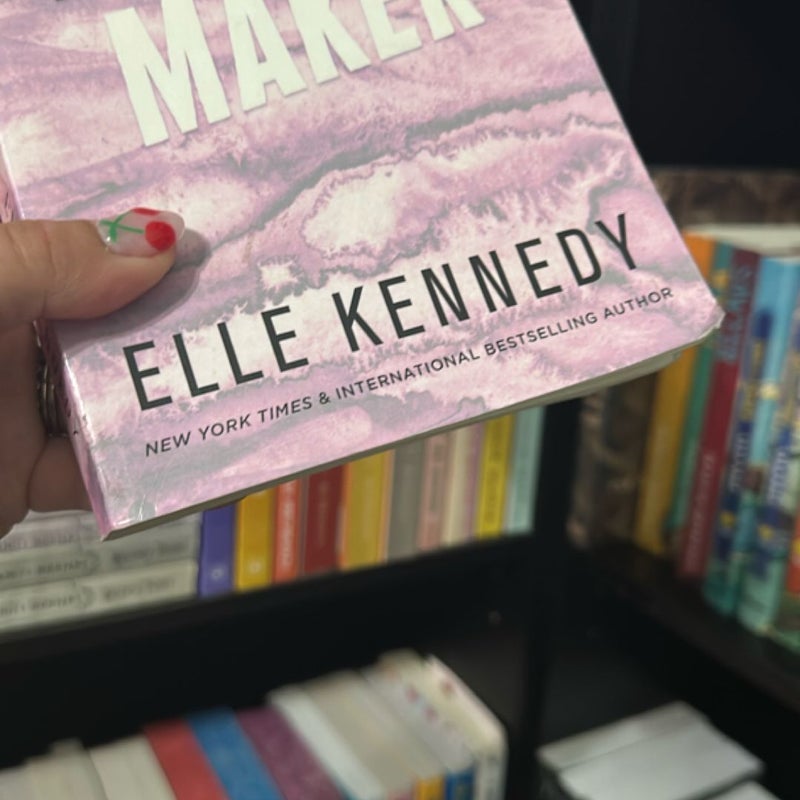 MAKER
ELLE KENNEDY
NEW YORK TIMES & INTERNATIONAL BESTSELLING AUTHOR